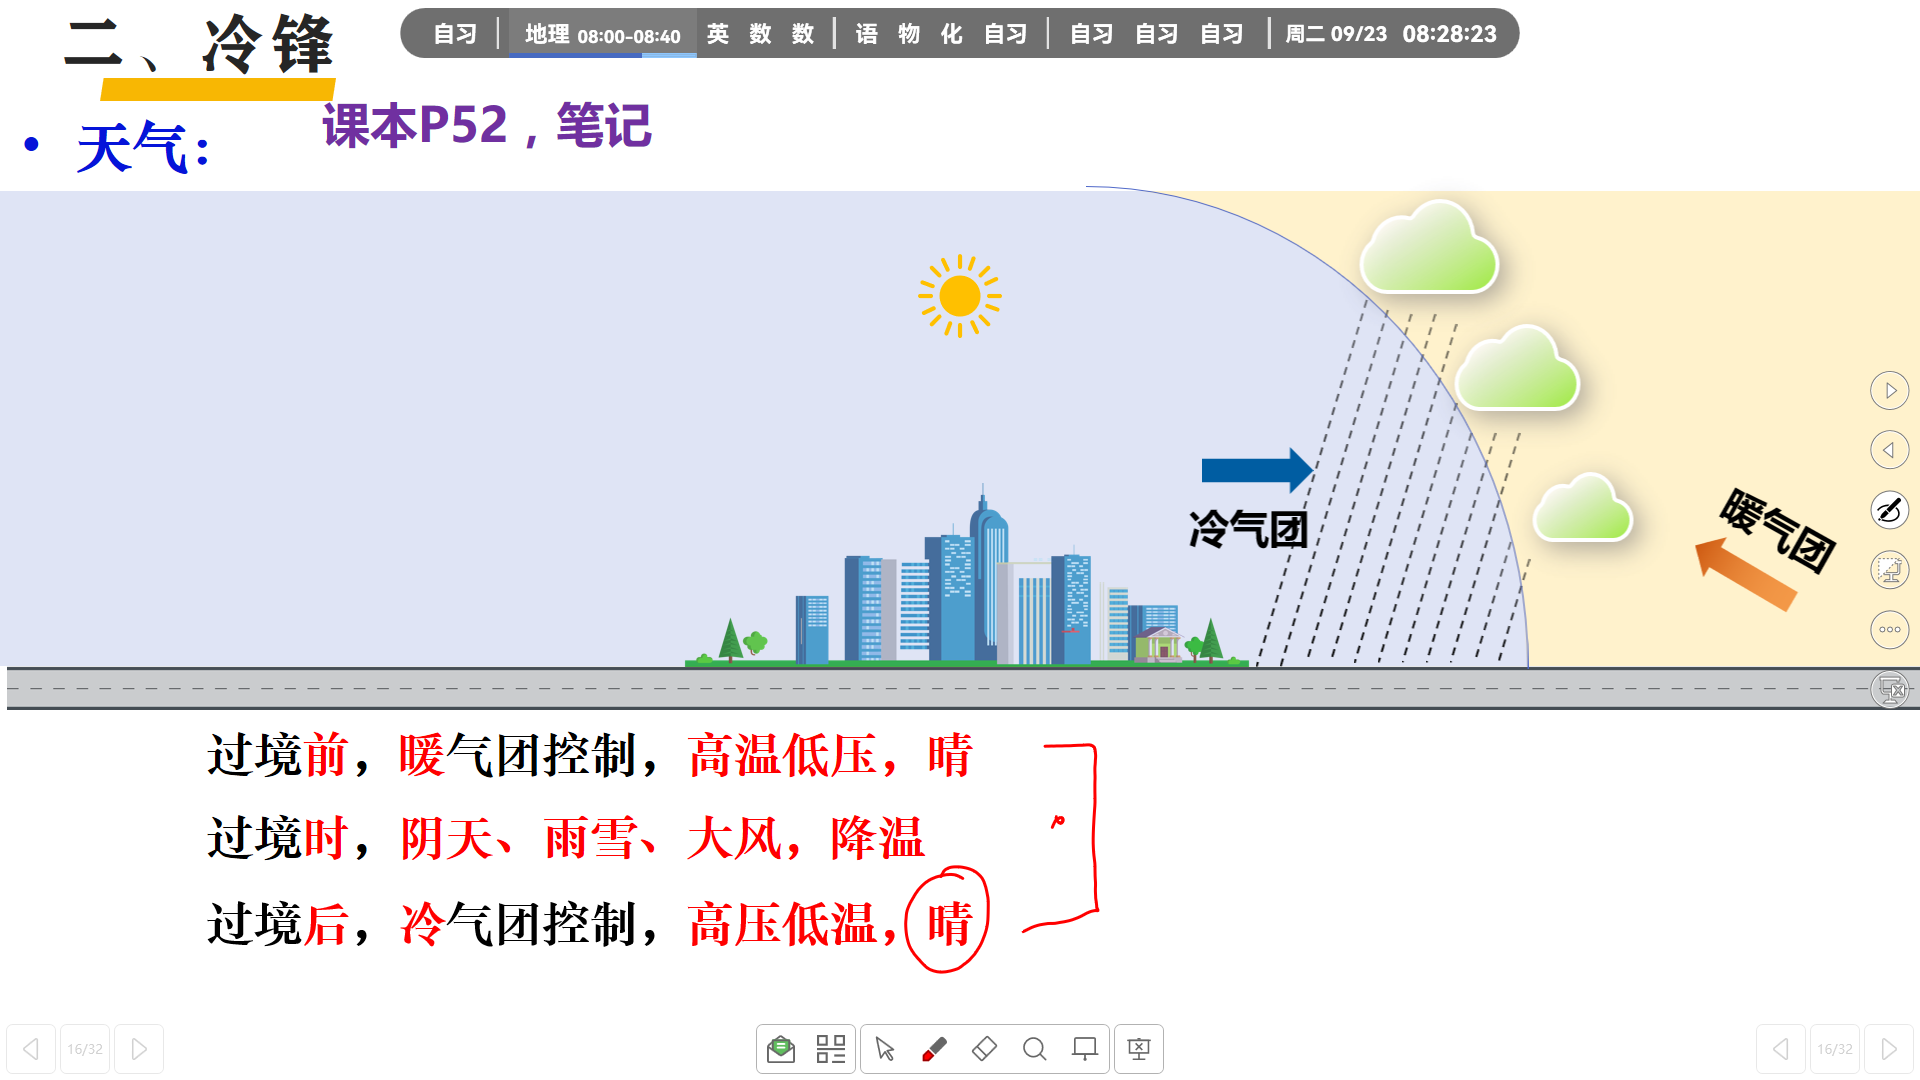 二、冷锋
自习 地理 08:00-08:40 英 数 数 语 物 化 自习 自习 自习 自习 周二 09/23 08:28:23
课本P52，笔记
• 天气：
冷气团
暖气团
过境前，暖气团控制，高温低压，晴
过境时，阴天、雨雪、大风，降温
过境后，冷气团控制，高压低温，晴
16/32
16/32